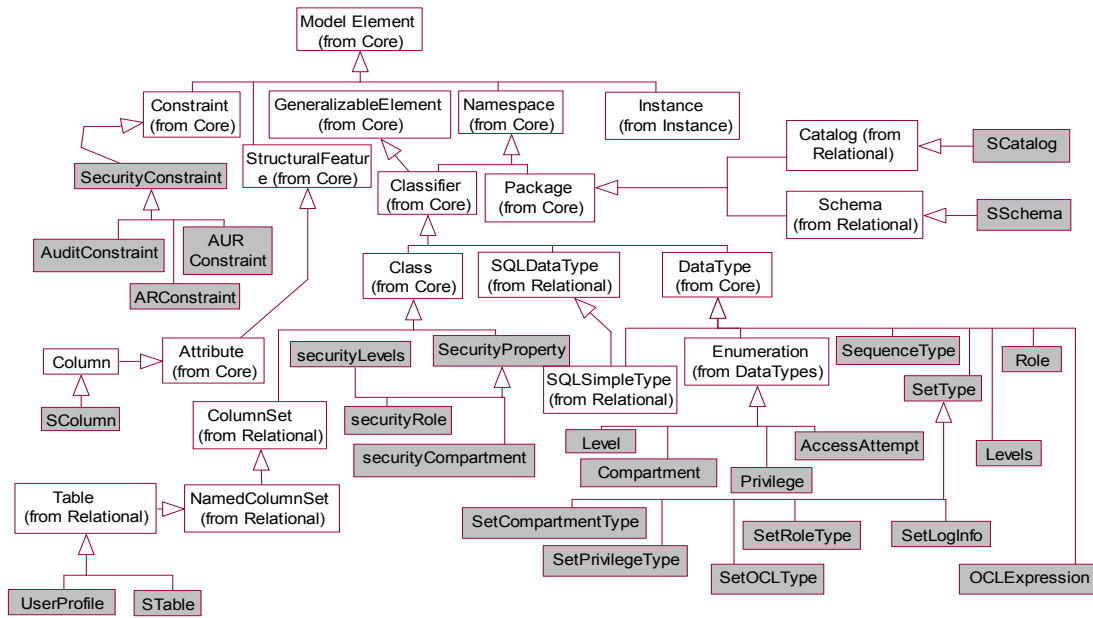 Model Element
(from Core)
Constraint
(from Core)
GeneralizableElement
(from Core)
Namespace
(from Core)
Instance
(from Instance)
Catalog (from
Relational)
SCatalog
SecurityConstraint
StructuralFeatur
e (from Core)
Classifier
(from Core)
Package
(from Core)
Schema
(from Relational)
SSchema
AuditConstraint
AUR
Constraint
ARConstraint
Class
(from Core)
SQLDataType
(from Relational)
DataType
(from Core)
Column
Attribute
(from Core)
securityLevels
SecurityProperty
SQLSimpleType
(from Relational)
Enumeration
(from DataTypes)
SequenceType
Role
SetType
SColumn
ColumnSet
(from Relational)
securityRole
securityCompartment
Level
Compartment
Privilege
AccessAttempt
Levels
Table
(from Relational)
NamedColumnSet
(from Relational)
SetCompartmentType
SetPrivilegeType
SetOCLType
SetRoleType
SetLogInfo
OCLExpression
UserProfile
STable